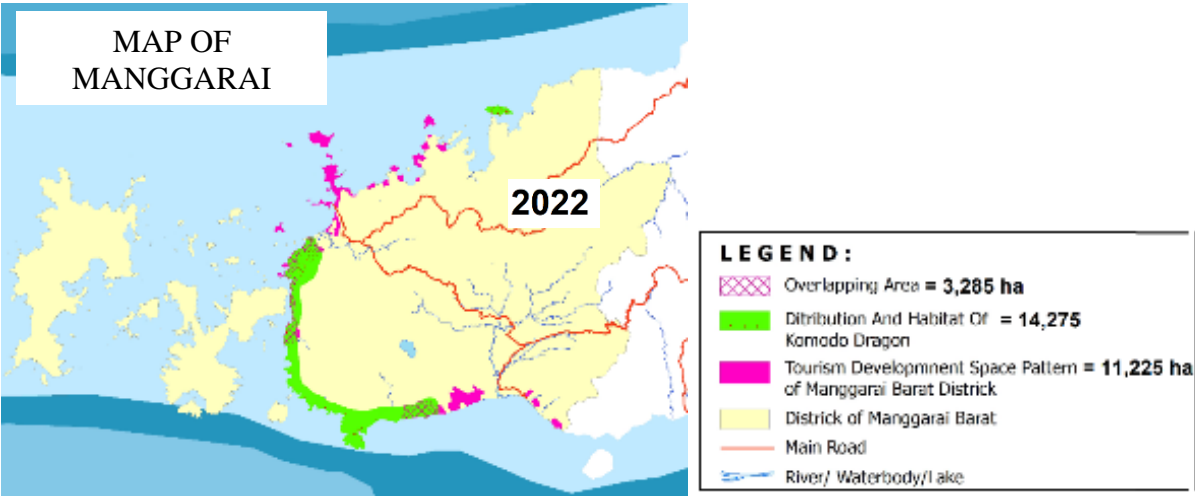 MAP OF
MANGGARAI
2022
LEGEND:
Overlapping Area = 3,285 ha
Ditribution And Habitat Of = 14,275
Komodo Dragon
Tourism Developmnent Space Pattern = 11,225 ha
of Manggarai Barat District
Districk of Manggarai Barat
Main Road
River/ Waterbody/Lake